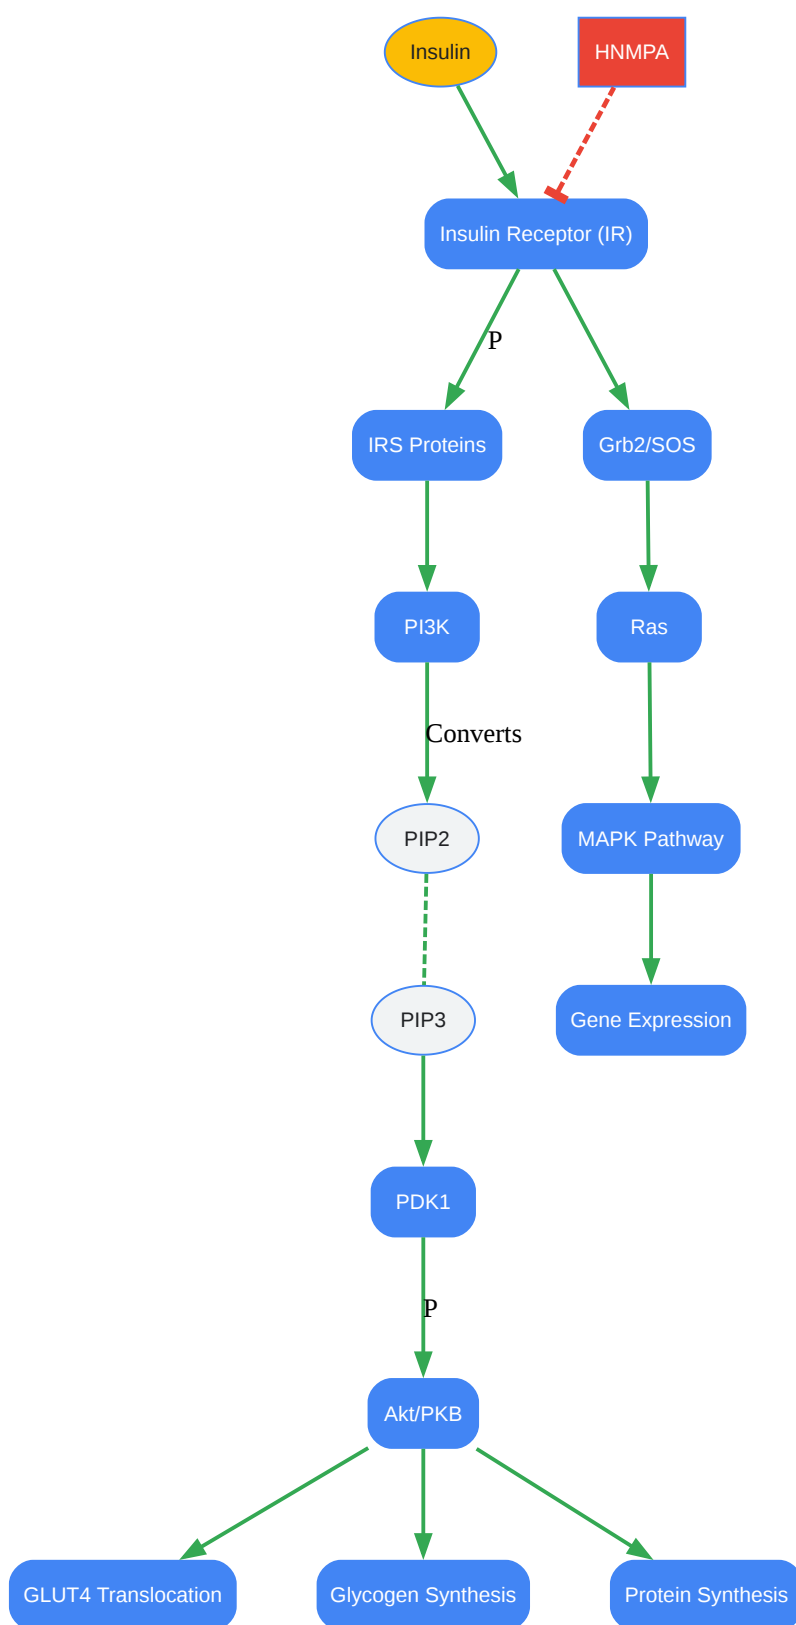 Insulin
HNMPA
Insulin Receptor (IR)
P
IRS Proteins
Grb2/SOS
PI3K
Ras
Converts
PIP2
MAPK Pathway
PIP3
Gene Expression
PDK1
P
Akt/PKB
GLUT4 Translocation
Glycogen Synthesis
Protein Synthesis